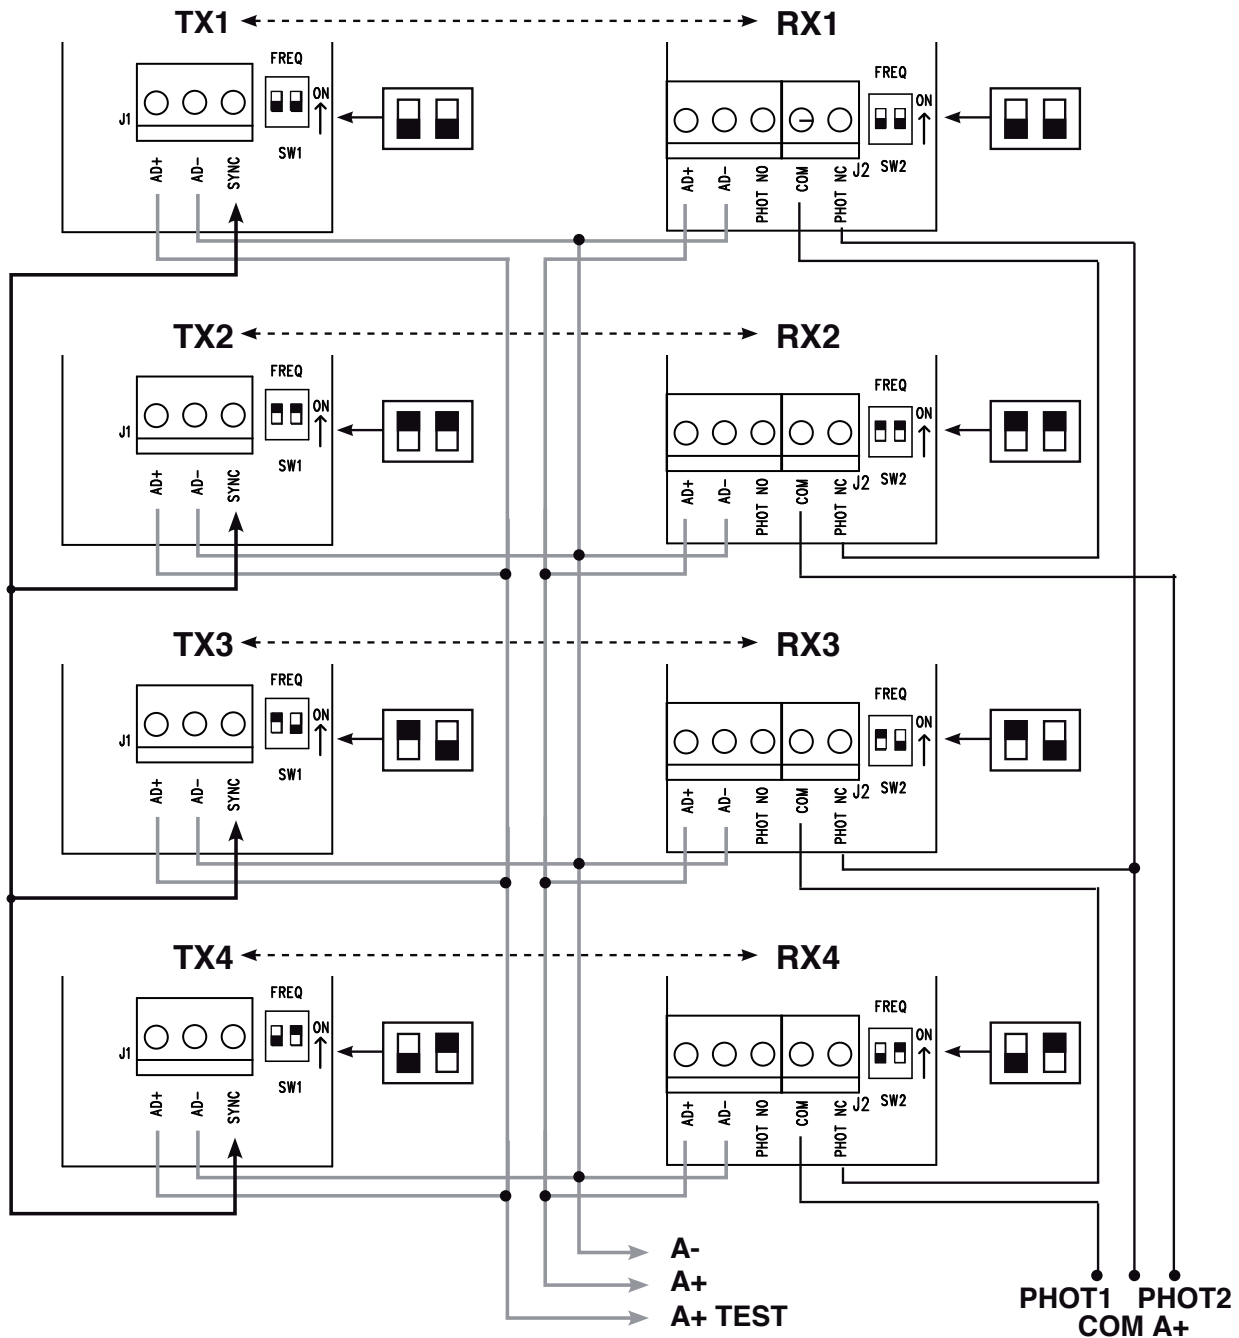 TX1 RX1
FREQ
ON
J1
SW1
AD+ AD- SYNC
FREQ
ON
J2 SW2
AD+ AD- PHOT NO COM PHOT NC
TX2 RX2
FREQ
ON
J1
SW1
AD+ AD- SYNC
FREQ
ON
J2 SW2
AD+ AD- PHOT NO COM PHOT NC
TX3 RX3
FREQ
ON
J1
SW1
AD+ AD- SYNC
FREQ
ON
J2 SW2
AD+ AD- PHOT NO COM PHOT NC
TX4 RX4
FREQ
ON
J1
SW1
AD+ AD- SYNC
FREQ
ON
J2 SW2
AD+ AD- PHOT NO COM PHOT NC
A-
A+
A+ TEST
PHOT1 PHOT2
COM A+